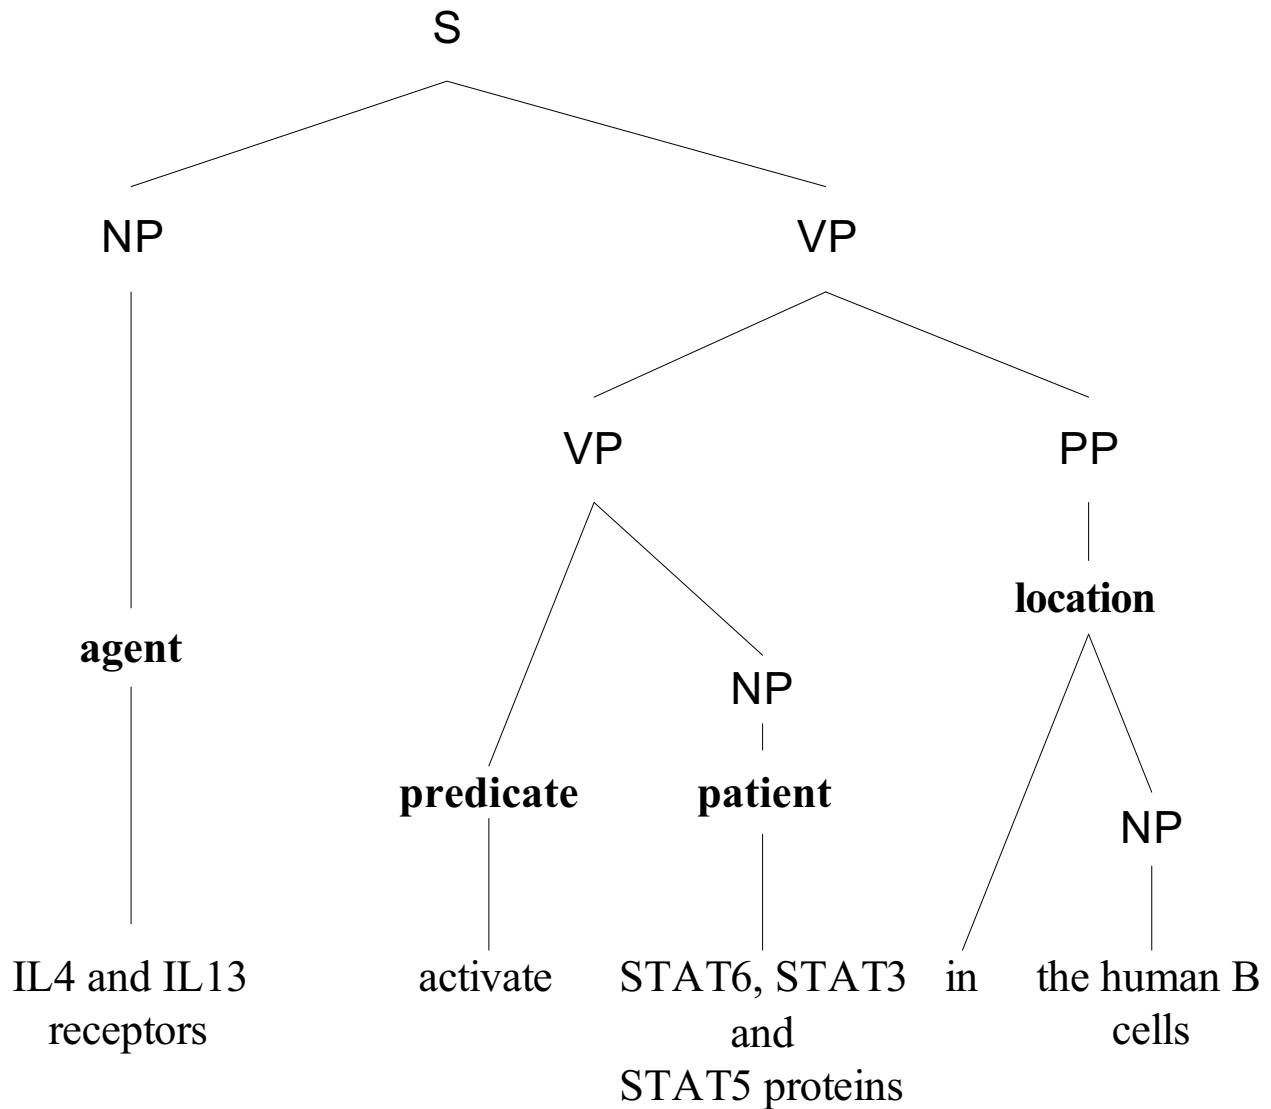 S
NP
VP
VP
PP
location
agent
NP
predicate
patient
NP
IL4 and IL13
receptors
activate
STAT6, STAT3
and
STAT5 proteins
in
the human B
cells